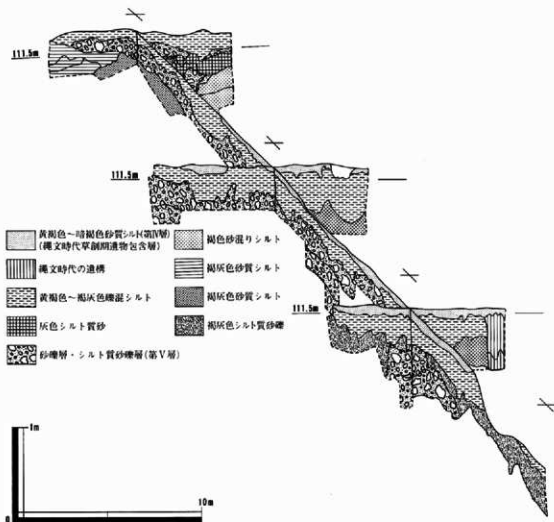 111.5m
111.5m
111.5m
黄褐色～暗褐色砂質シルト(第Ⅳ層)
(縄文時代草創期遺物包含層)
縄文時代の遺構
黄褐色～褐灰色礫混シルト
灰色シルト質砂
砂礫層・シルト質砂礫層(第Ⅴ層)
褐色砂混りシルト
褐灰色砂質シルト
褐灰色砂質シルト
褐灰色シルト質砂礫
1m
0
10m